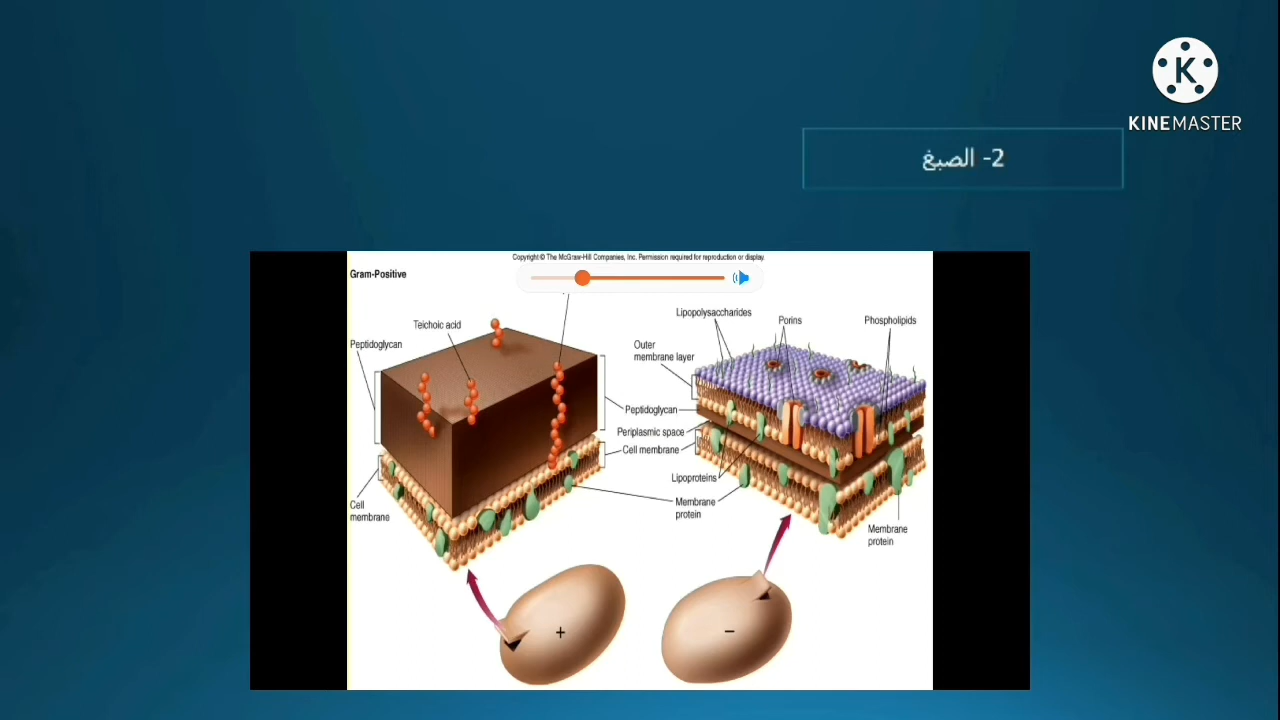 K
KINEMASTER
2- الصبغ
Copyright © The McGraw-Hill Companies, Inc. Permission required for reproduction or display.
Gram-Positive
Teichoic acid
Peptidoglycan
Cell
membrane
Lipopolysaccharides
Porins
Phospholipids
Outer
membrane layer
Peptidoglycan
Periplasmic space
Cell membrane
Lipoproteins
Membrane
protein
Membrane
protein
+
−